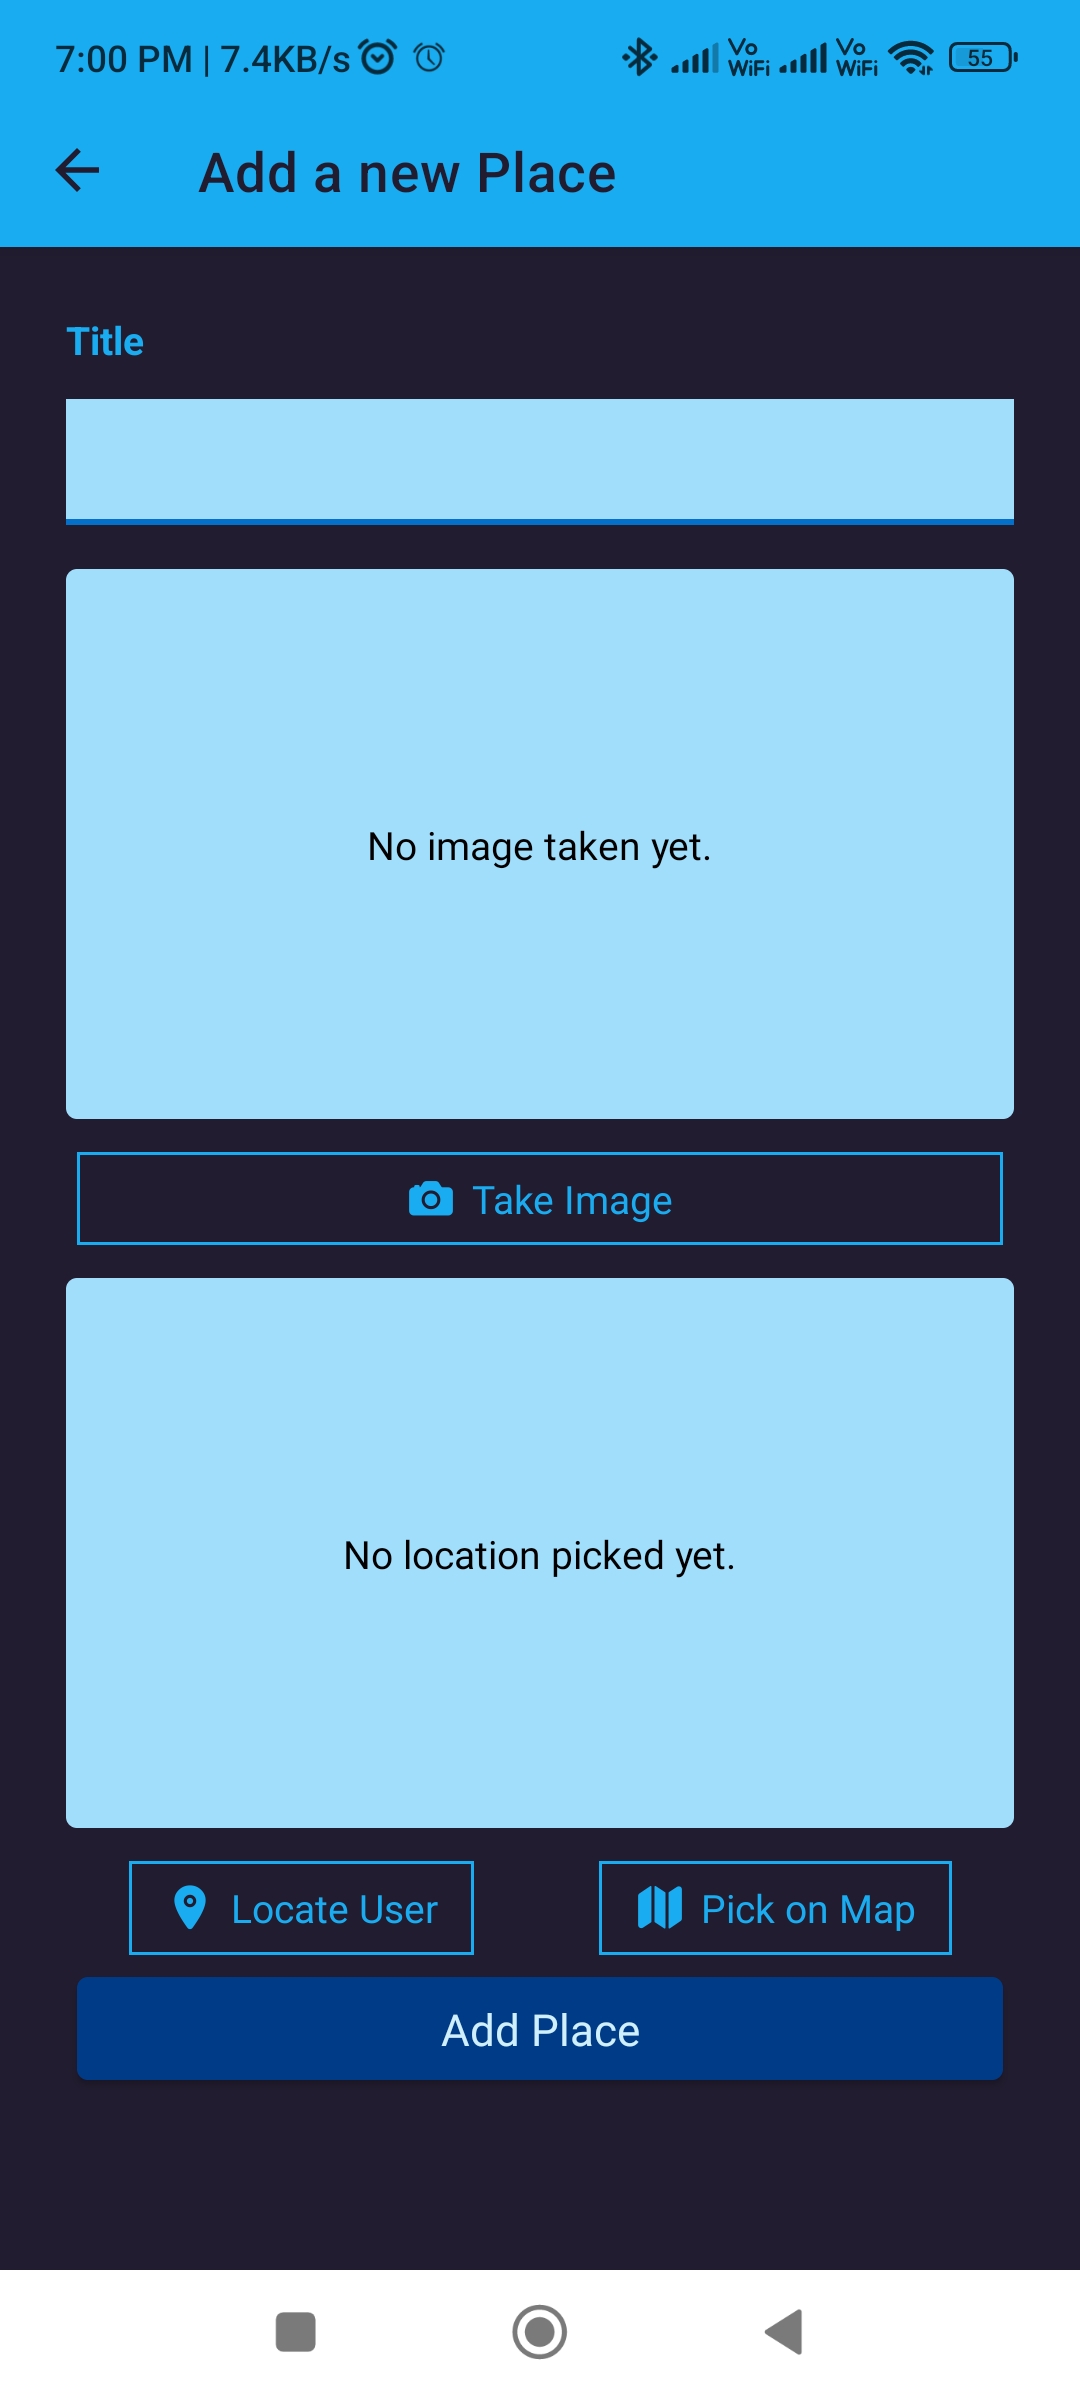 7:00 PM | 7.4KB/s Vo WiFi Vo WiFi 55
Add a new Place
Title
No image taken yet.
Take Image
No location picked yet.
Locate User Pick on Map
Add Place